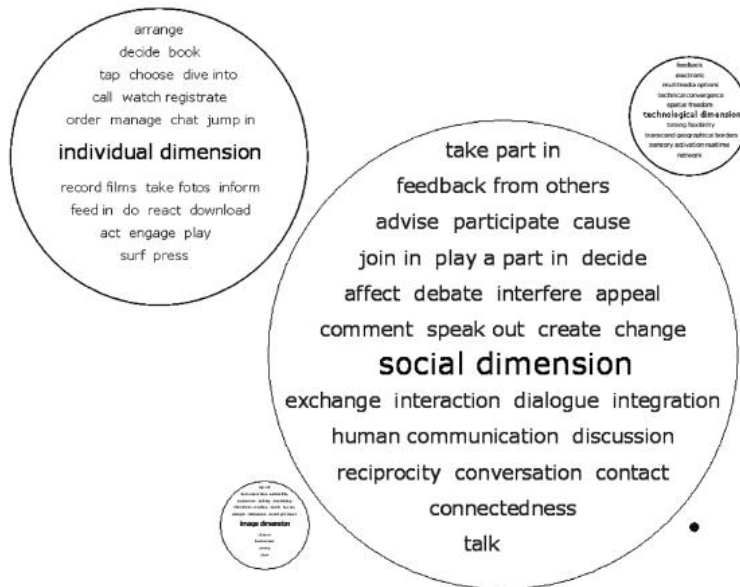 arrange
decide book
tap choose dive into
call watch registrate
order manage chat jump in
individual dimension
record films take fotos inform
feed in do react download
act engage play
surf press
feedback
electronic
multimedia options
technical convergence
spatial freedom
technological dimension
timing flexibility
transcend geographical borders
sensory activation realtime
network
take part in
feedback from others
advise participate cause
join in play a part in decide
affect debate interfere appeal
comment speak out create change
social dimension
exchange interaction dialogue integration
human communication discussion
reciprocity conversation contact
connectedness
talk
image dimension